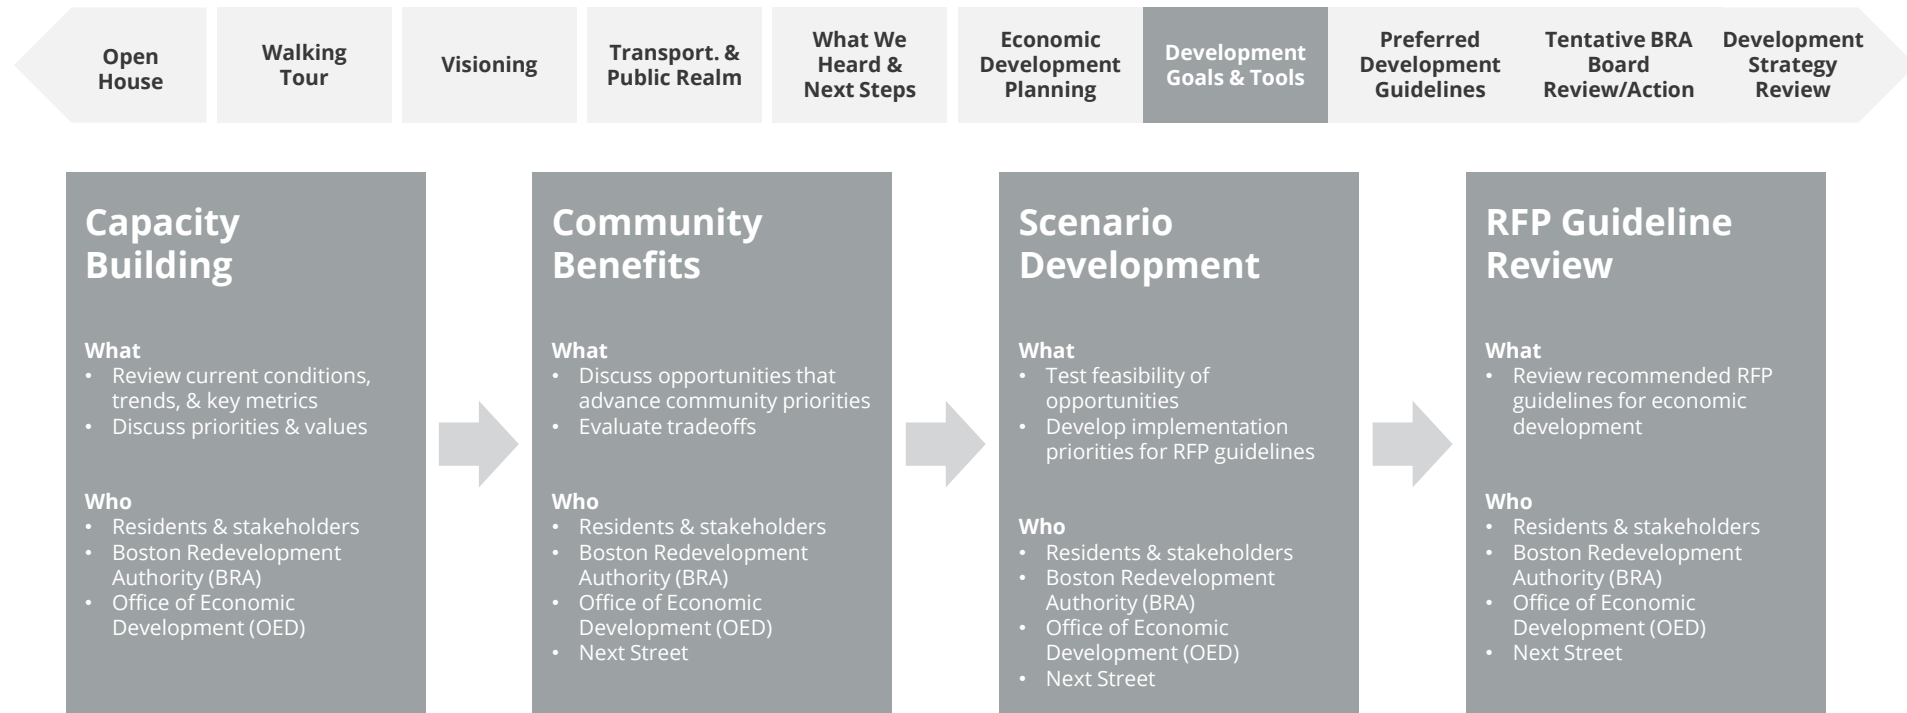 Open
House
Walking
Tour
Visioning
Transport. &
Public Realm
What We
Heard &
Next Steps
Economic
Development
Planning
Development
Goals & Tools
Preferred
Development
Guidelines
Tentative BRA
Board
Review/Action
Development
Strategy
Review
Capacity
Building
What
• Review current conditions,
trends, & key metrics
• Discuss priorities & values
Who
• Residents & stakeholders
• Boston Redevelopment
Authority (BRA)
• Office of Economic
Development (OED)
Community
Benefits
What
• Discuss opportunities that
advance community priorities
• Evaluate tradeoffs
Who
• Residents & stakeholders
• Boston Redevelopment
Authority (BRA)
• Office of Economic
Development (OED)
• Next Street
Scenario
Development
What
• Test feasibility of
opportunities
• Develop implementation
priorities for RFP guidelines
Who
• Residents & stakeholders
• Boston Redevelopment
Authority (BRA)
• Office of Economic
Development (OED)
• Next Street
RFP Guideline
Review
What
• Review recommended RFP
guidelines for economic
development
Who
• Residents & stakeholders
• Boston Redevelopment
Authority (BRA)
• Office of Economic
Development (OED)
• Next Street